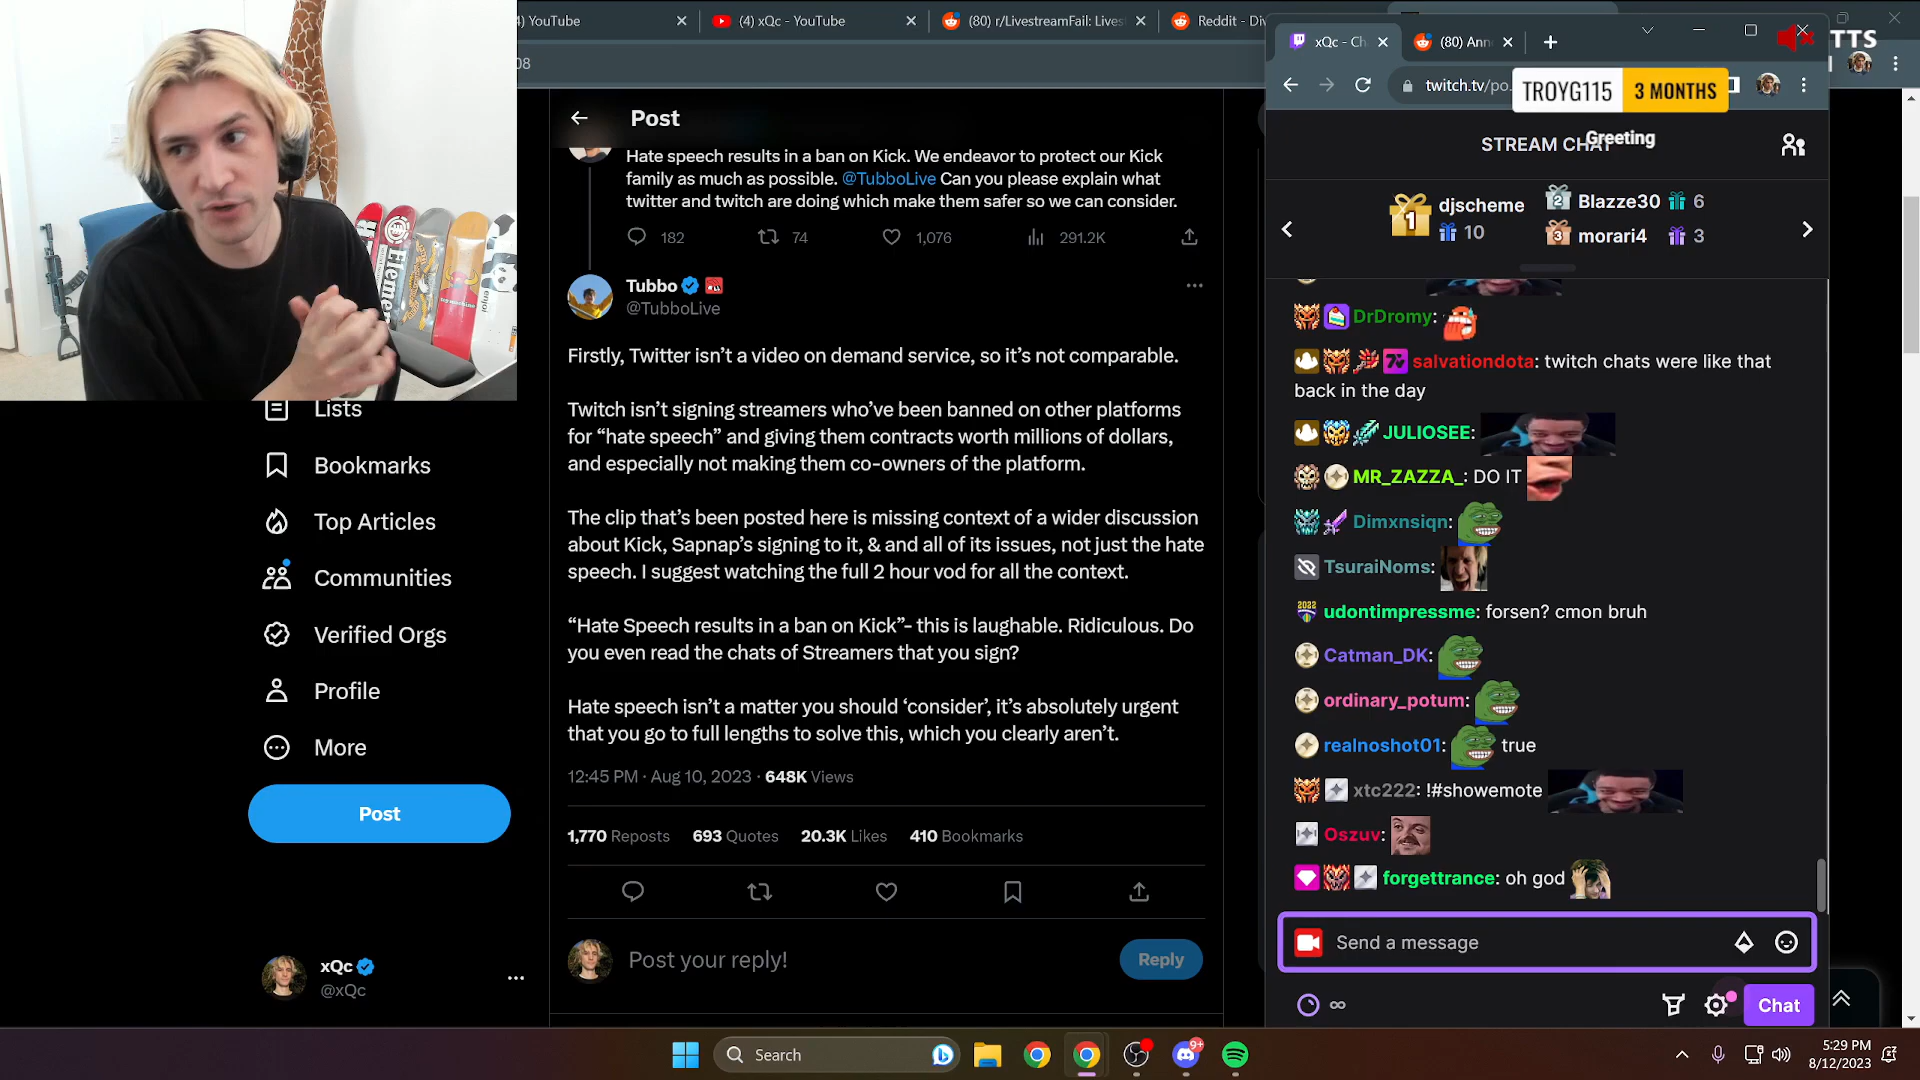 4) YouTube
(4) xQc - YouTube
(80) r/LivestreamFail: Lives
Reddit - Div
08
xQc - Ch
(80) Ann
TTS
twitch.tv/po
TROYG115 3 MONTHS
Greeting
STREAM CHAT
1 djscheme
10
2 Blazze30 6
3 morari4 3
Post
Hate speech results in a ban on Kick. We endeavor to protect our Kick
family as much as possible. @TubboLive Can you please explain what
twitter and twitch are doing which make them safer so we can consider.
182 74 1,076 291.2K
Tubbo
@TubboLive
Firstly, Twitter isn’t a video on demand service, so it’s not comparable.
Twitch isn’t signing streamers who’ve been banned on other platforms
for “hate speech” and giving them contracts worth millions of dollars,
and especially not making them co-owners of the platform.
The clip that’s been posted here is missing context of a wider discussion
about Kick, Sapnap’s signing to it, & and all of its issues, not just the hate
speech. I suggest watching the full 2 hour vod for all the context.
“Hate Speech results in a ban on Kick”- this is laughable. Ridiculous. Do
you even read the chats of Streamers that you sign?
Hate speech isn’t a matter you should ‘consider’, it’s absolutely urgent
that you go to full lengths to solve this, which you clearly aren’t.
12:45 PM · Aug 10, 2023 · 648K Views
1,770 Reposts 693 Quotes 20.3K Likes 410 Bookmarks
Post your reply!
Reply
Lists
Bookmarks
Top Articles
Communities
Verified Orgs
Profile
More
Post
xQc
@xQc
DrDromy:
salvationdota: twitch chats were like that
back in the day
JULIOSEE:
MR_ZAZZA_: DO IT
Dimxnsiqn:
TsuraiNoms:
2022 udontimpressme: forsen? cmon bruh
Catman_DK:
ordinary_potum:
realnoshot01: true
xtc222: !#showemote
Oszuv:
forgettrance: oh god
Send a message
∞
Chat
Search
9+
5:29 PM
8/12/2023
Element
toy machine
enjoi